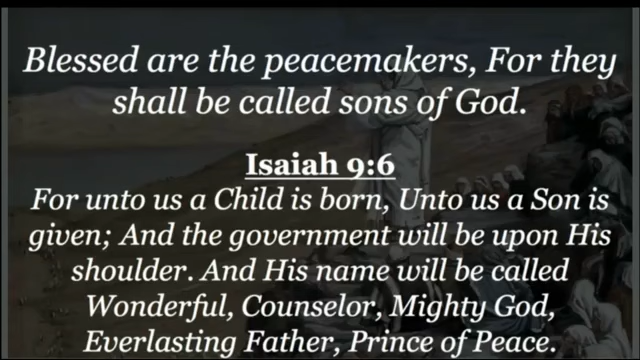 Blessed are the peacemakers, For they
shall be called sons of God.
Isaiah 9:6
For unto us a Child is born, Unto us a Son is
given; And the government will be upon His
shoulder. And His name will be called
Wonderful, Counselor, Mighty God,
Everlasting Father, Prince of Peace.